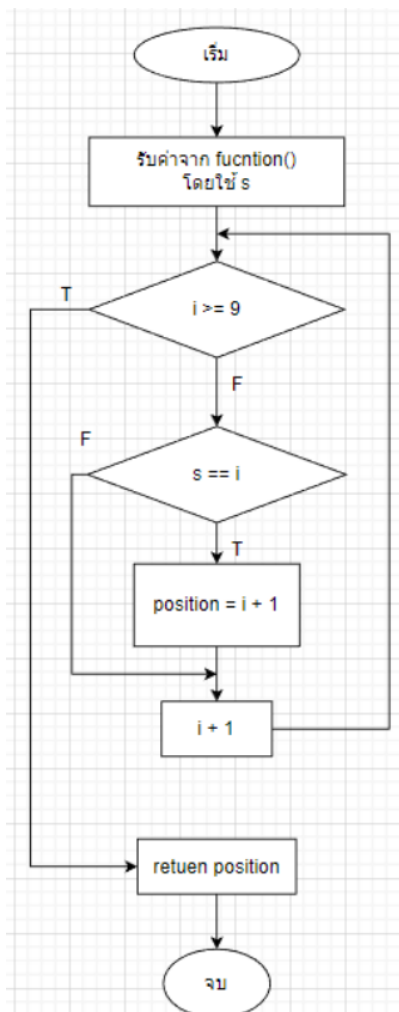 เริ่ม
รับค่าจาก fucntion()
โดยใช้ s
T
i >= 9
F
F
s == i
T
position = i + 1
i + 1
retuen position
จบ